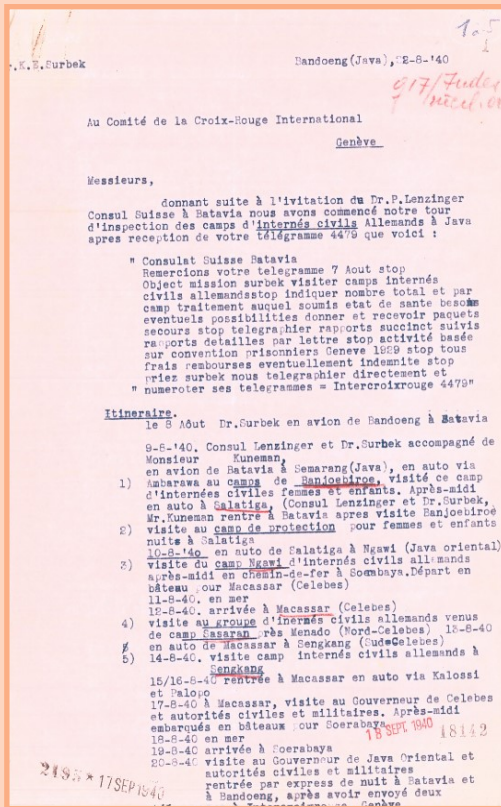 .K.E.Surbek
Bandoeng(Java),22-8-'40
Au Comité de la Croix-Rouge International
Genève
Messieurs,
donnant suite à l'ivitation du Dr.P.Lenzinger
Consul Suisse à Batavia nous avons commencé notre tour
d'inspection des camps d'internés civils Allemands à Java
apres reception de votre télégramme 4479 que voici :
" Consulat Suisse Batavia
Remercions votre telegramme 7 Aout stop
Object mission surbek visiter camps internés
civils allemandsstop indiquer nombre total et par
camp traitement auquel soumis etat de sante besoins
eventuels possibilities donner et recevoir paquets
secours stop telegraphier rapports succinct suivis
rapports detailles par lettre stop activité basée
sur convention prisonniers Geneve 1929 stop tous
frais rembourses eventuellement indemnite stop
priez surbek nous telegraphier directement et
" numeroter ses telegrammes = Intercroixrouge 4479"
Itineraire.
le 8 Aôut Dr.Surbek en avion de Bandoeng à Batavia
9-8-'40. Consul Lenzinger et Dr.Surbek accompagné de
Monsieur Kuneman,
en avion de Batavia à Semarang(Java), en auto via
1) Ambarawa au camps de Banjoebiroe, visité ce camp
d'internées civiles femmes et enfants. Après-midi
en auto à Salatiga, (Consul Lenzinger et Dr.Surbek,
Mr.Kuneman rentre à Batavia apres visite Banjoebiroe
2) visite au camp de protection pour femmes et enfants
nuits à Salatiga
10-8-'40 en auto de Salatiga à Ngawi (Java oriental)
3) visite du camp Ngawi d'internés civils allemands
après-midi en chemin-de-fer à Soerabaya.Départ en
bâteau pour Macassar (Celebes)
11-8-40. en mer
12-8-40. arrivée à Macassar (Celebes)
4) visite au groupe d'inernés civils allemands venus
de camp Sasaran près Menado (Nord-Celebes) 13-8-40
en auto de Macassar à Sengkang (Sud-Celebes)
5) 14-8-40. visite camp internés civils allemands à
Sengkang
15/16-8-40 rentrée à Macassar en auto via Kalossi
et Palopo
17-8-40 à Macassar, visite au Gouverneur de Celebes
et autorités civiles et militaires. Après-midi
embarqués en bâteaux pour Soerabaya
18 SEPT 1940
18142
18-8-40 en mer
19-8-40 arrivée à Soerabaya
20-8-40 visite au Gouverneur de Java Oriental et
autorités civiles et militaires
rentrée par express de nuit à Batavia et
à Bandoeng, après avoir envoyé deux
2495 * 17 SEP 1940